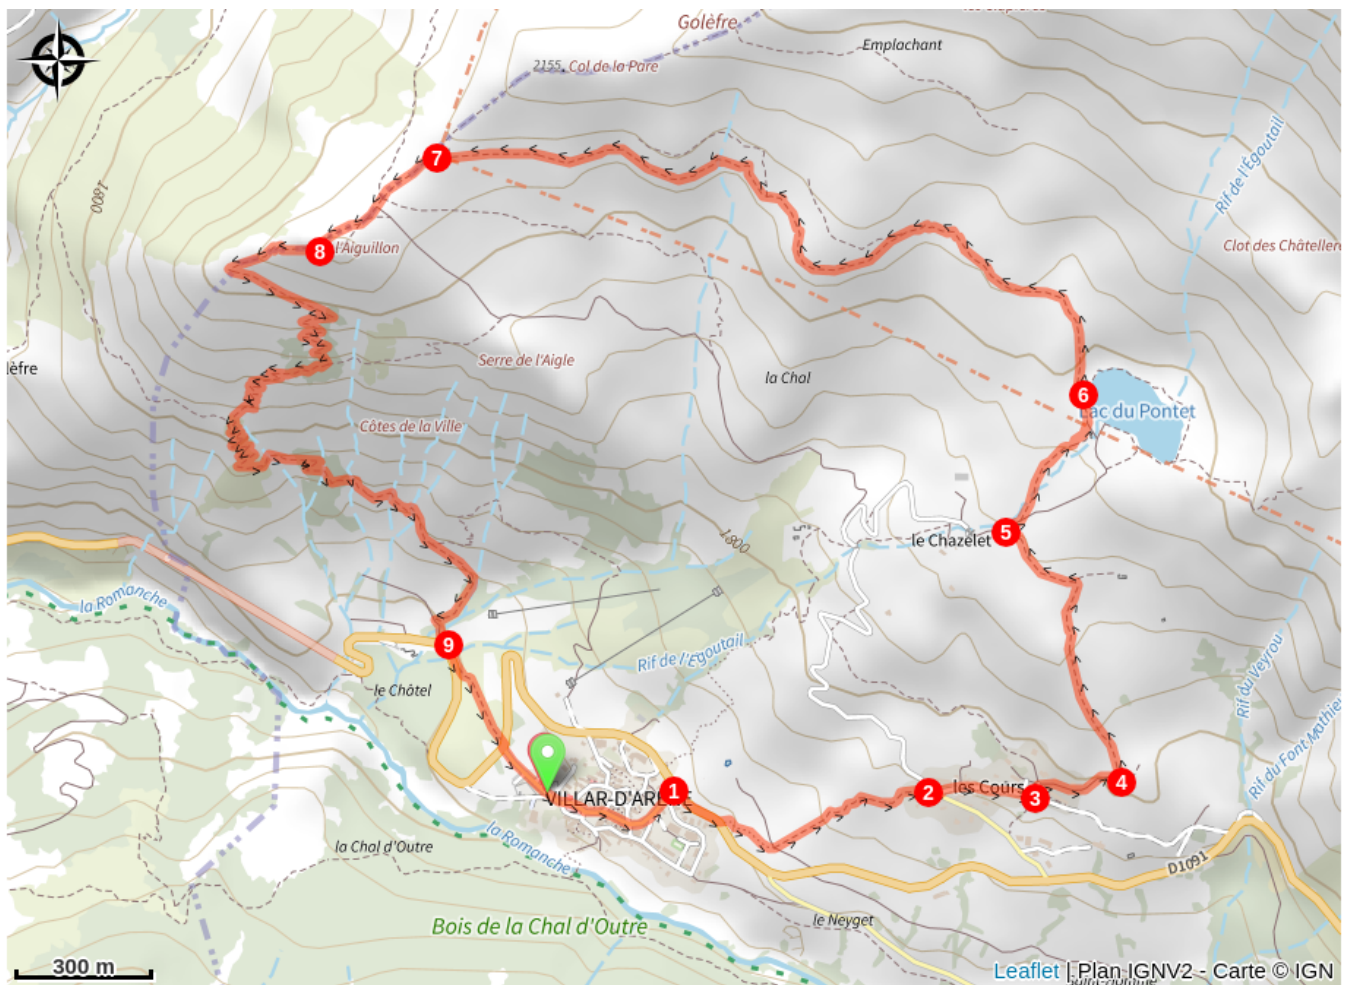 Golèfre
Emplachant
2155 Col de la Pare
7
Rif de l'Égoutail
1800
8
l'Aiguillon
Clot des Châtellere
lèfre
Serre de l'Aigle
la Chal
6
Lac du Pontet
Côtes de la Ville
1800
5
le Chazelet
la Romanche
4
9
Rif de l'Égoutail
Rif du Veyrou
le Châtel
Rif du Font Mathieu
1
VILLAR-D'ARÊNE
2
les Cours
3
la Romanche
la Chal d'Outre
D1091
le Neyget
Bois de la Chal d'Outre
300 m
Leaflet | Plan IGNV2 - Carte © IGN